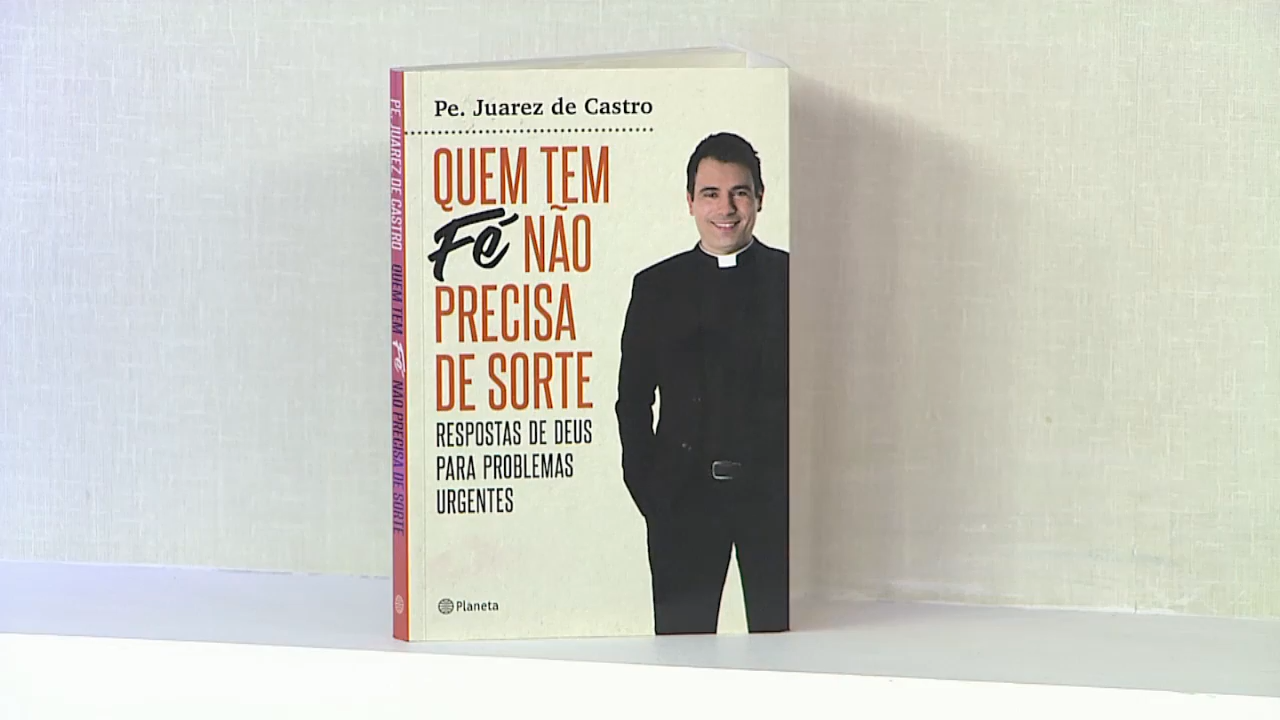 Pe. Juarez de Castro
QUEM TEM
Fé NÃO
PRECISA
DE SORTE
RESPOSTAS DE DEUS
PARA PROBLEMAS
URGENTES
Planeta
PE. JUAREZ DE CASTRO QUEM TEM Fé NÃO PRECISA DE SORTE